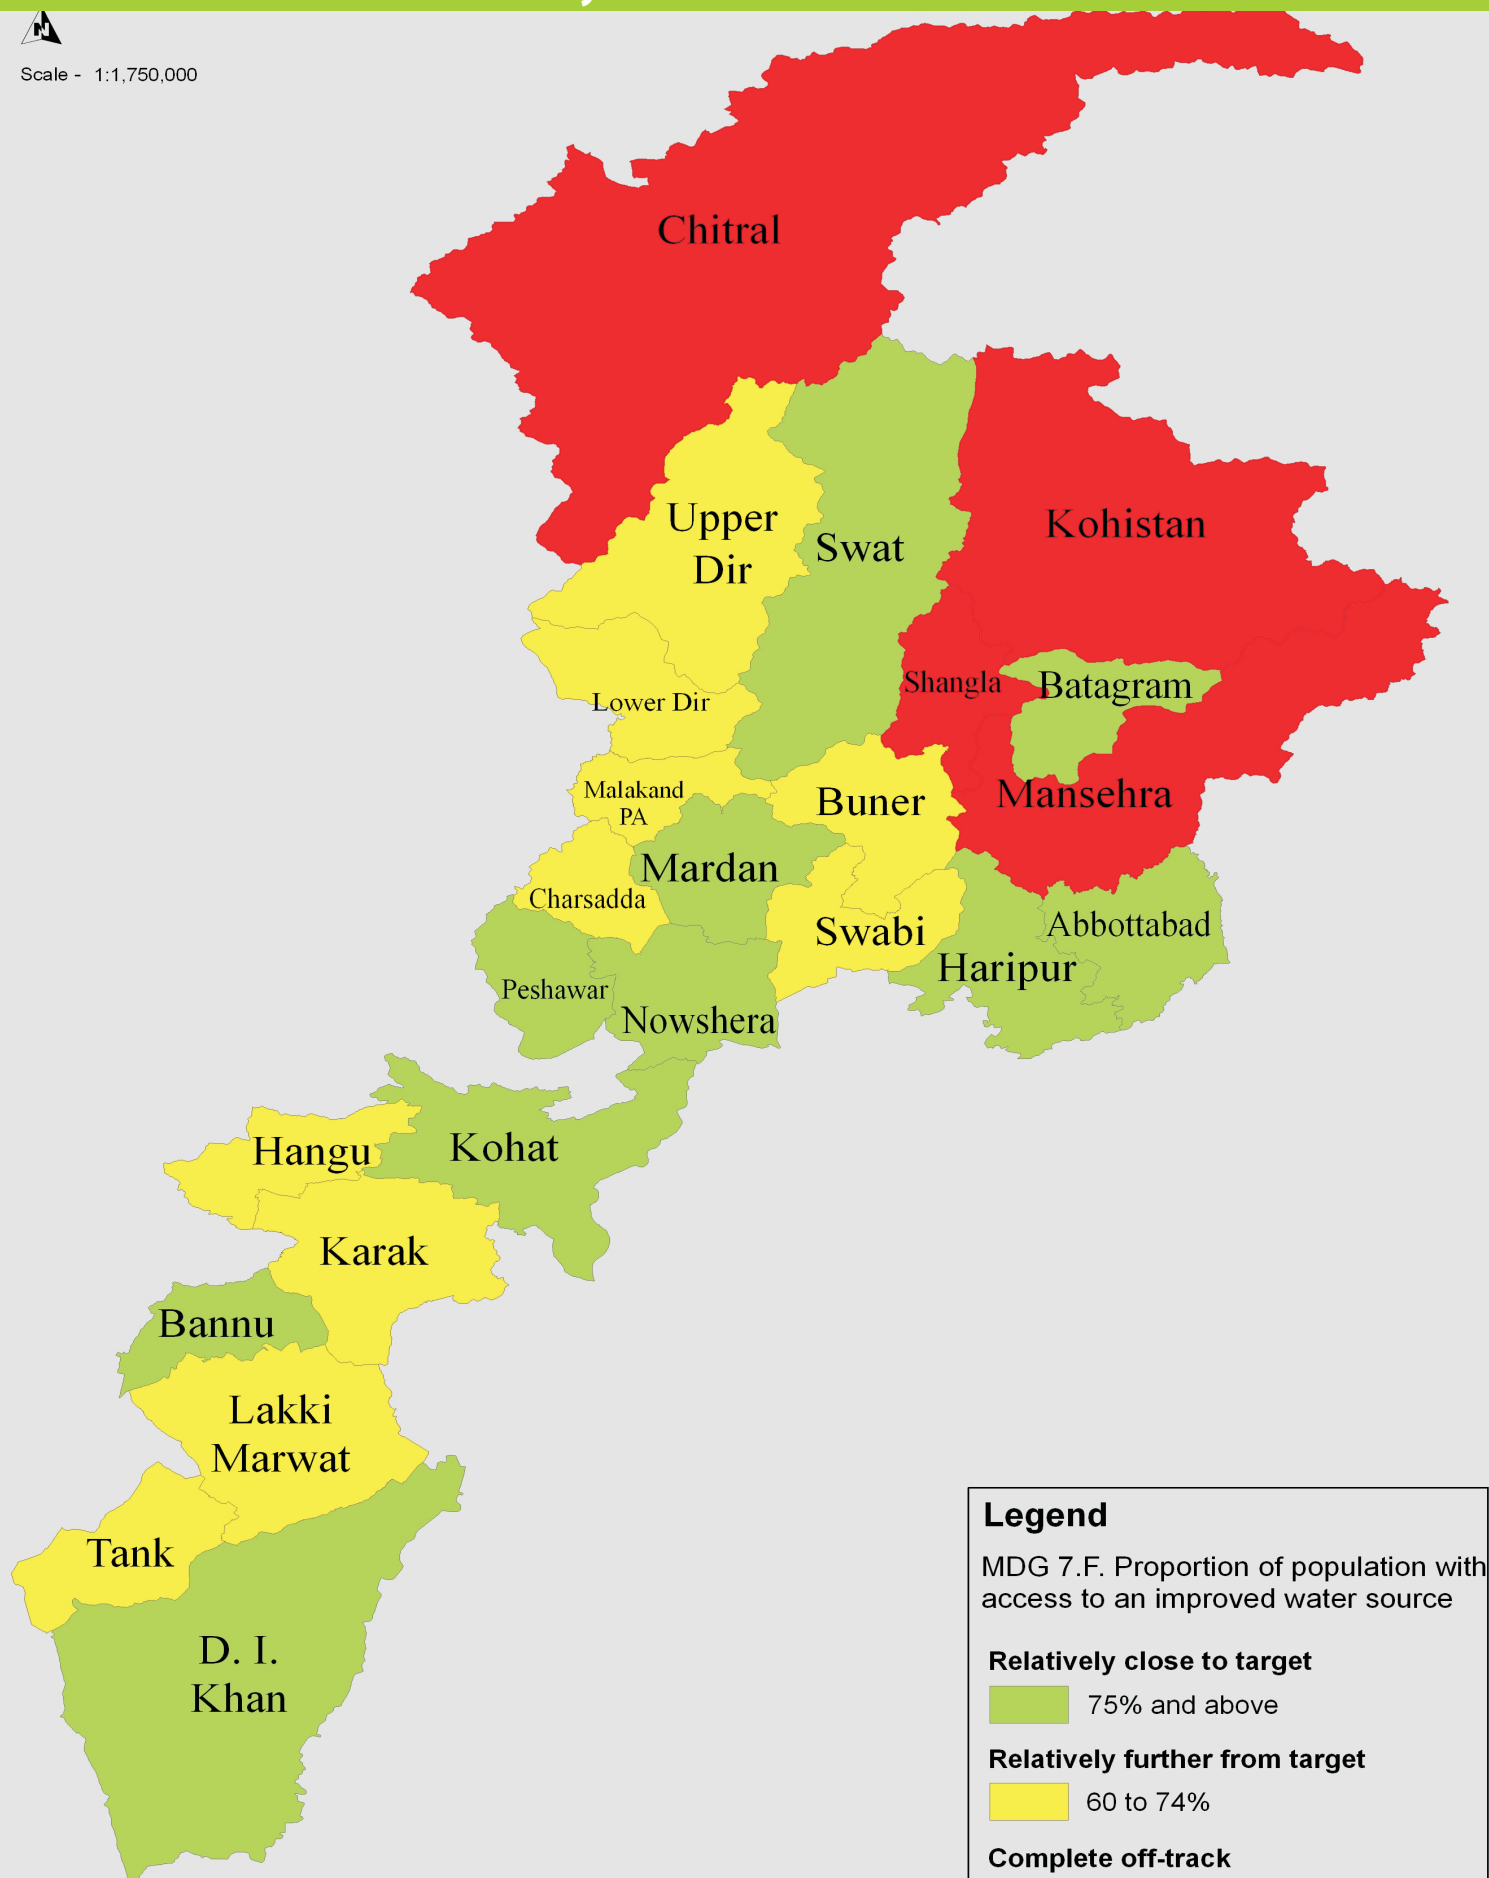 N
Scale - 1:1,750,000
Chitral
Upper
Dir
Swat
Kohistan
Shangla
Batagram
Lower Dir
Malakand
PA
Buner
Mansehra
Mardan
Charsadda
Swabi
Abbottabad
Haripur
Peshawar
Nowshera
Hangu
Kohat
Karak
Bannu
Lakki
Marwat
Tank
D. I.
Khan
Legend
MDG 7.F. Proportion of population with
access to an improved water source
Relatively close to target
75% and above
Relatively further from target
60 to 74%
Complete off-track